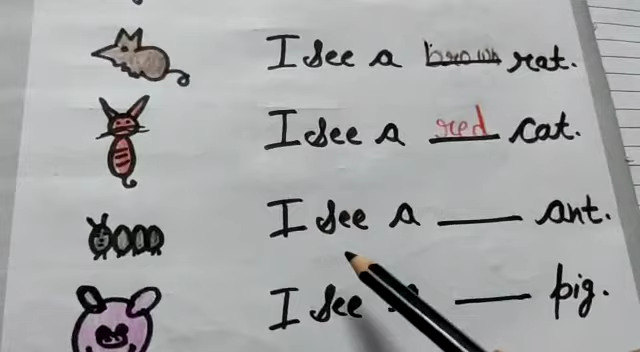 I see a brown rat.
I see a red cat.
I see a ___ ant.
I see a ___ pig.